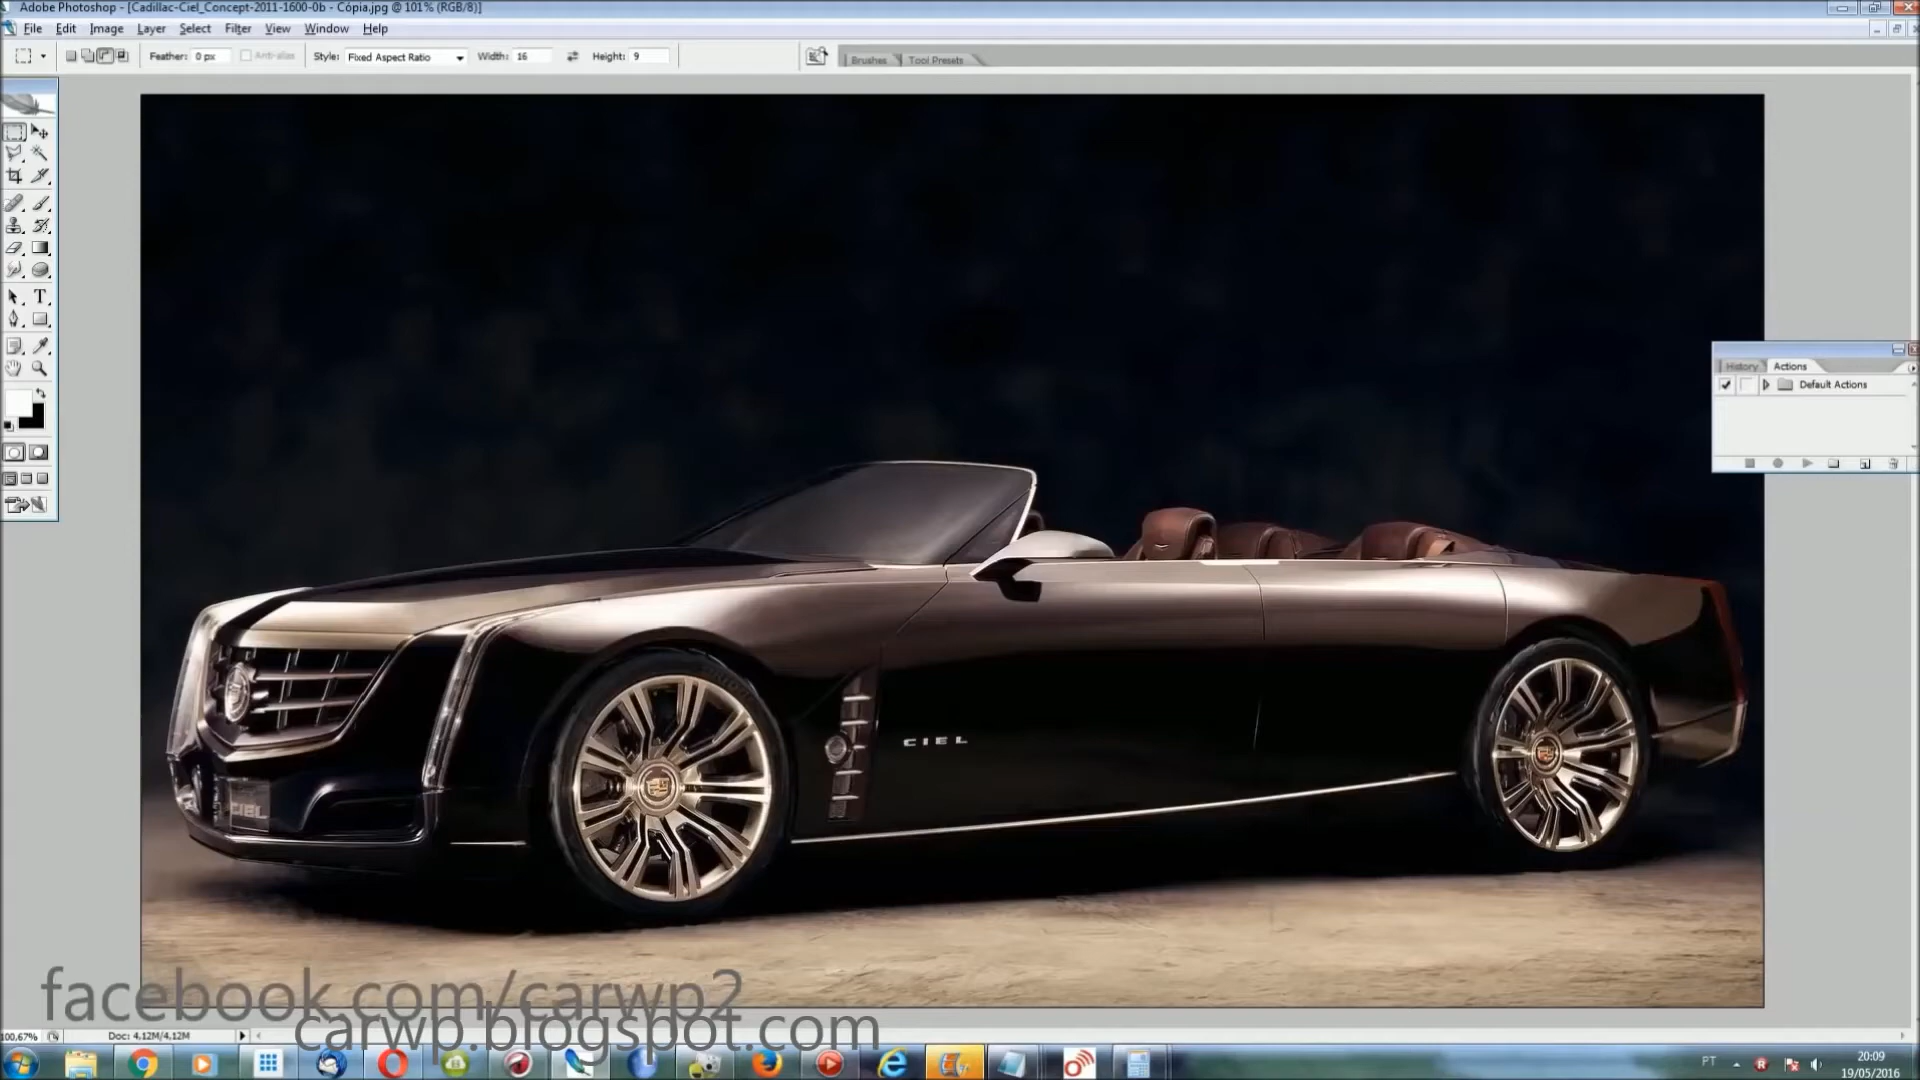 Adobe Photoshop - [Cadillac-Ciel_Concept-2011-1600-0b - Cópia.jpg @ 101% (RGB/8)]
File Edit Image Layer Select Filter View Window Help
Feather: 0 px Anti-alias Style: Fixed Aspect Ratio Width: 16 Height: 9 Brushes Tool Presets
History Actions
Default Actions
CIEL
CIEL
facebook.com/carwp2
carwp.blogspot.com
100,67% Doc: 4,12M/4,12M
PT 20:09
19/05/2016